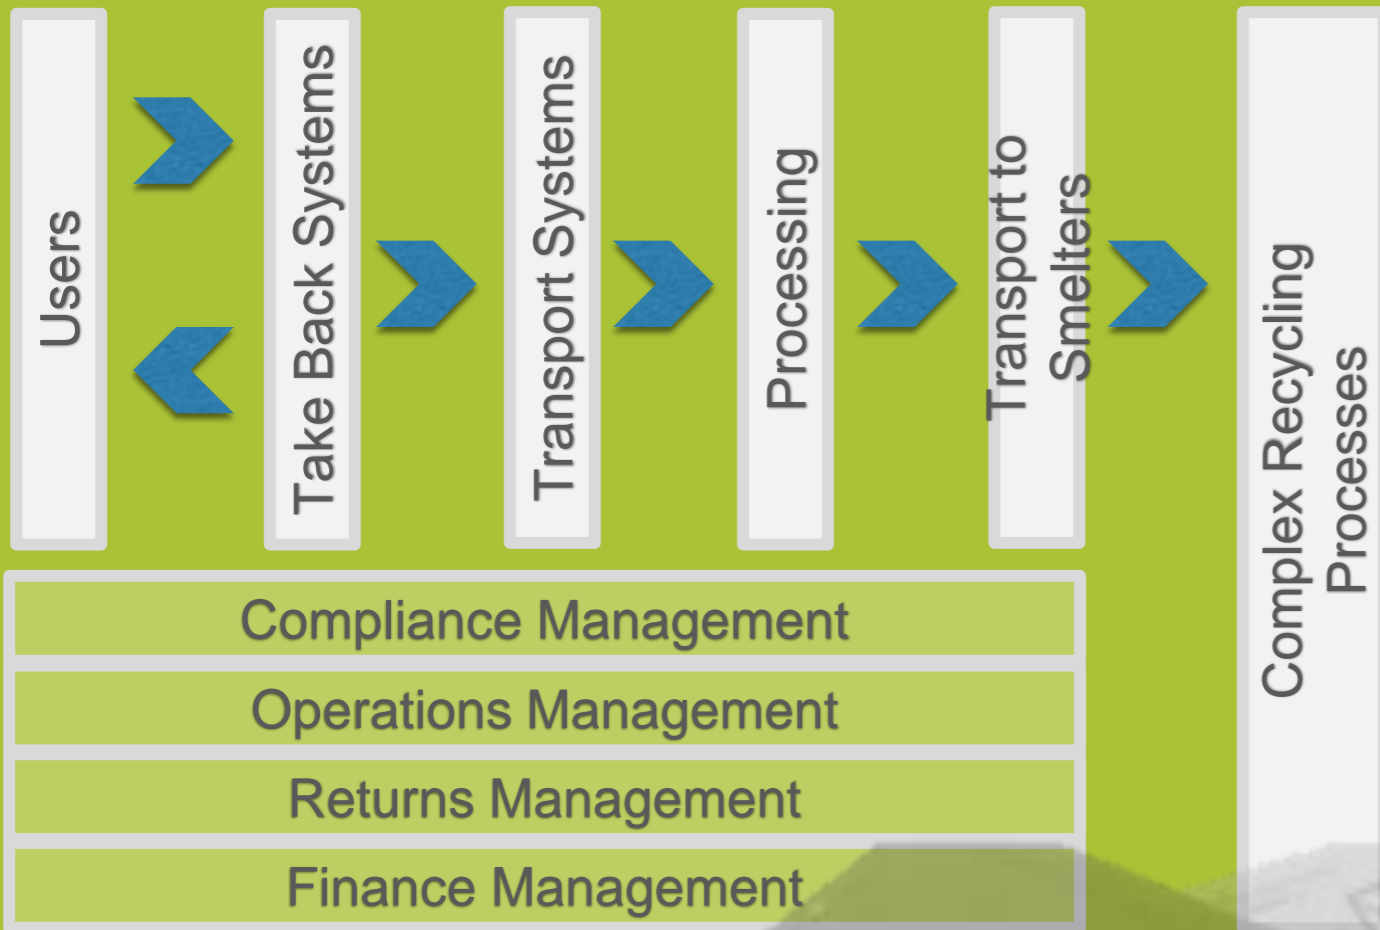 Users
Take Back Systems
Transport Systems
Processing
Transport to
Smelters
Complex Recycling
Processes
Compliance Management
Operations Management
Returns Management
Finance Management